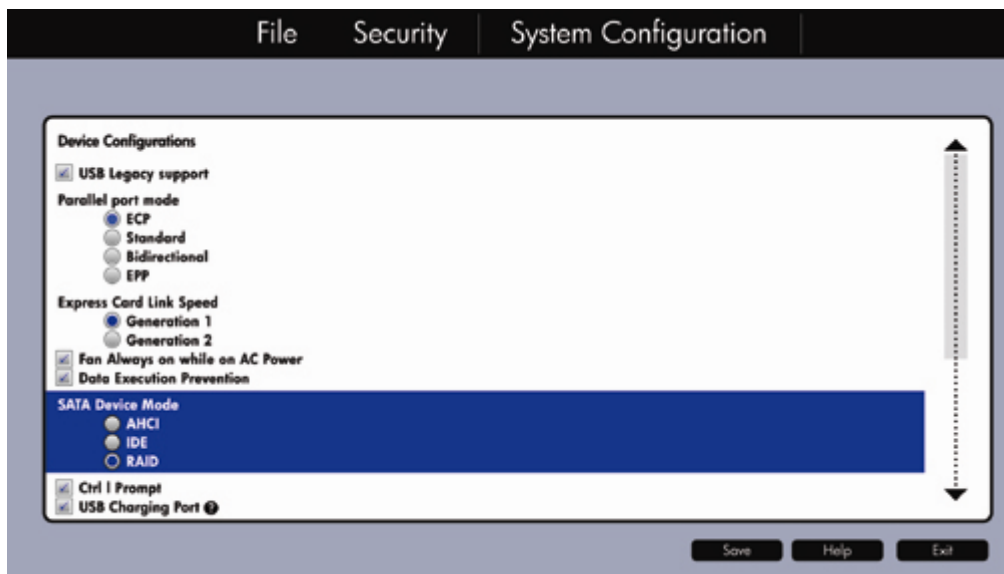 File Security System Configuration
Device Configurations
USB Legacy support
Parallel port mode
ECP
Standard
Bidirectional
EPP
Express Card Link Speed
Generation 1
Generation 2
Fan Always on while on AC Power
Data Execution Prevention
SATA Device Mode
AHCI
IDE
RAID
Ctrl I Prompt
USB Charging Port ?
Save Help Exit